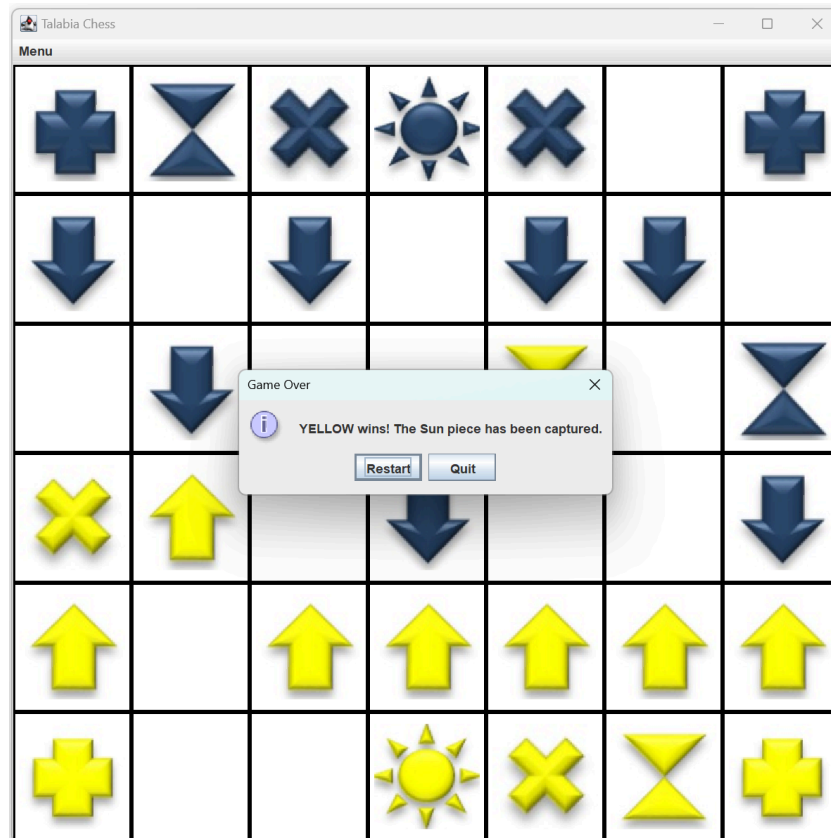 Talabia Chess
Menu
Game Over
YELLOW wins! The Sun piece has been captured.
Restart Quit